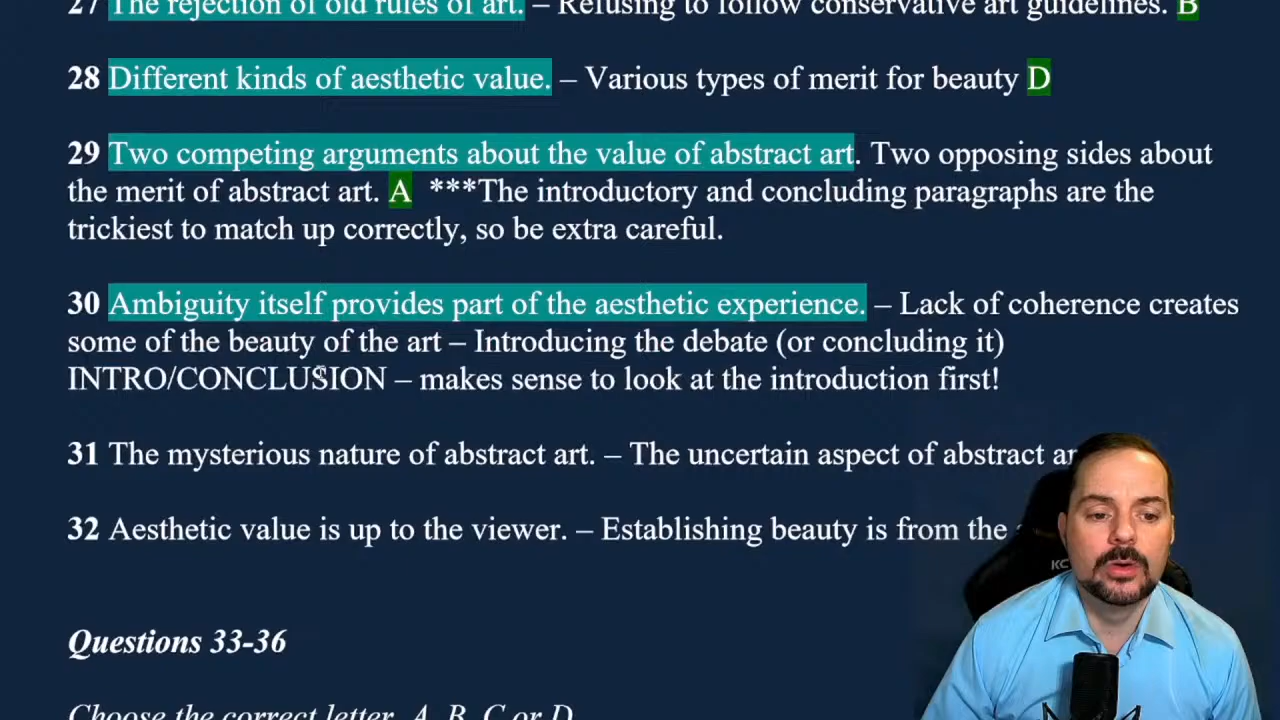 27 The rejection of old rules of art. – Refusing to follow conservative art guidelines. B
28 Different kinds of aesthetic value. – Various types of merit for beauty D
29 Two competing arguments about the value of abstract art. Two opposing sides about
the merit of abstract art. A ***The introductory and concluding paragraphs are the
trickiest to match up correctly, so be extra careful.
30 Ambiguity itself provides part of the aesthetic experience. – Lack of coherence creates
some of the beauty of the art – Introducing the debate (or concluding it)
INTRO/CONCLUSION – makes sense to look at the introduction first!
31 The mysterious nature of abstract art. – The uncertain aspect of abstract
32 Aesthetic value is up to the viewer. – Establishing beauty is from the
KC
Questions 33-36
Choose the correct letter, A, B, C or D